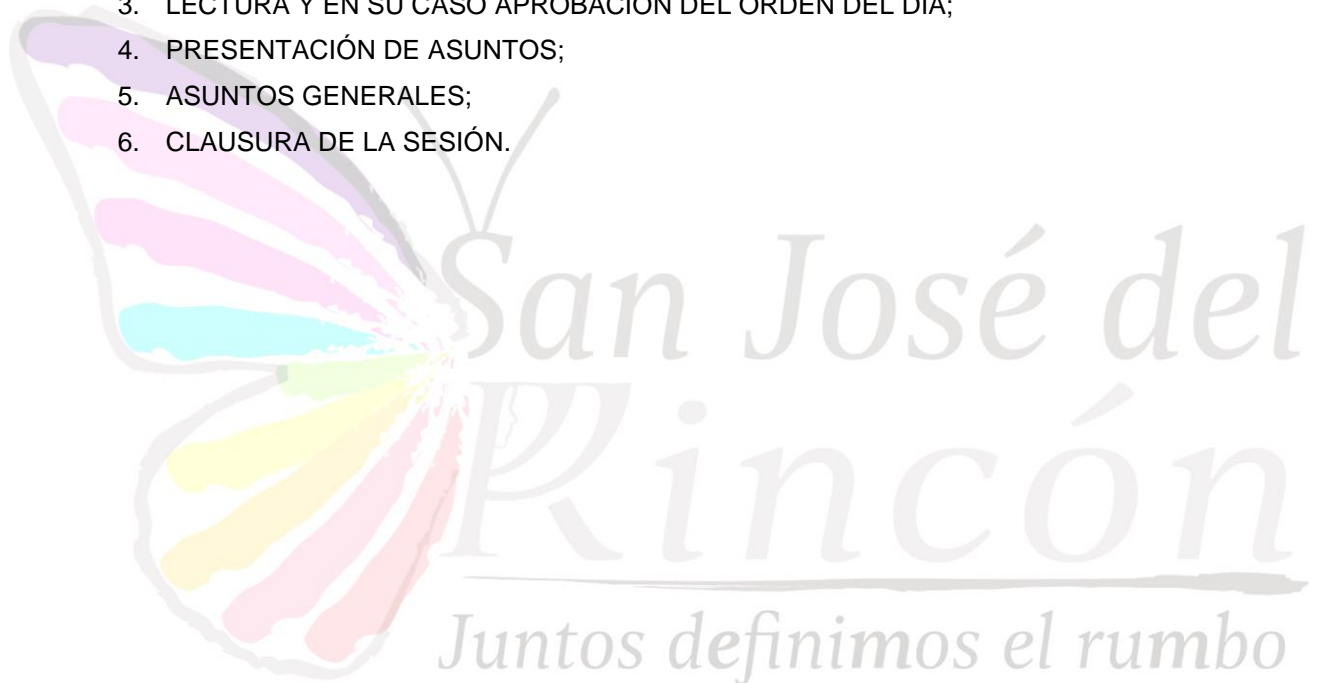 3. LECTURA Y EN SU CASO APROBACIÓN DEL ORDEN DEL DÍA;
4. PRESENTACIÓN DE ASUNTOS;
5. ASUNTOS GENERALES;
6. CLAUSURA DE LA SESIÓN.
San José del
Rincón
Juntos definimos el rumbo